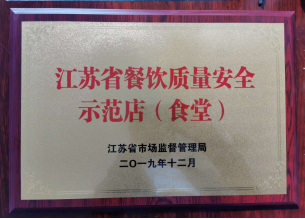 江苏省餐饮质量安全
示范店（食堂）
江苏省市场监督管理局
二〇一九年十二月